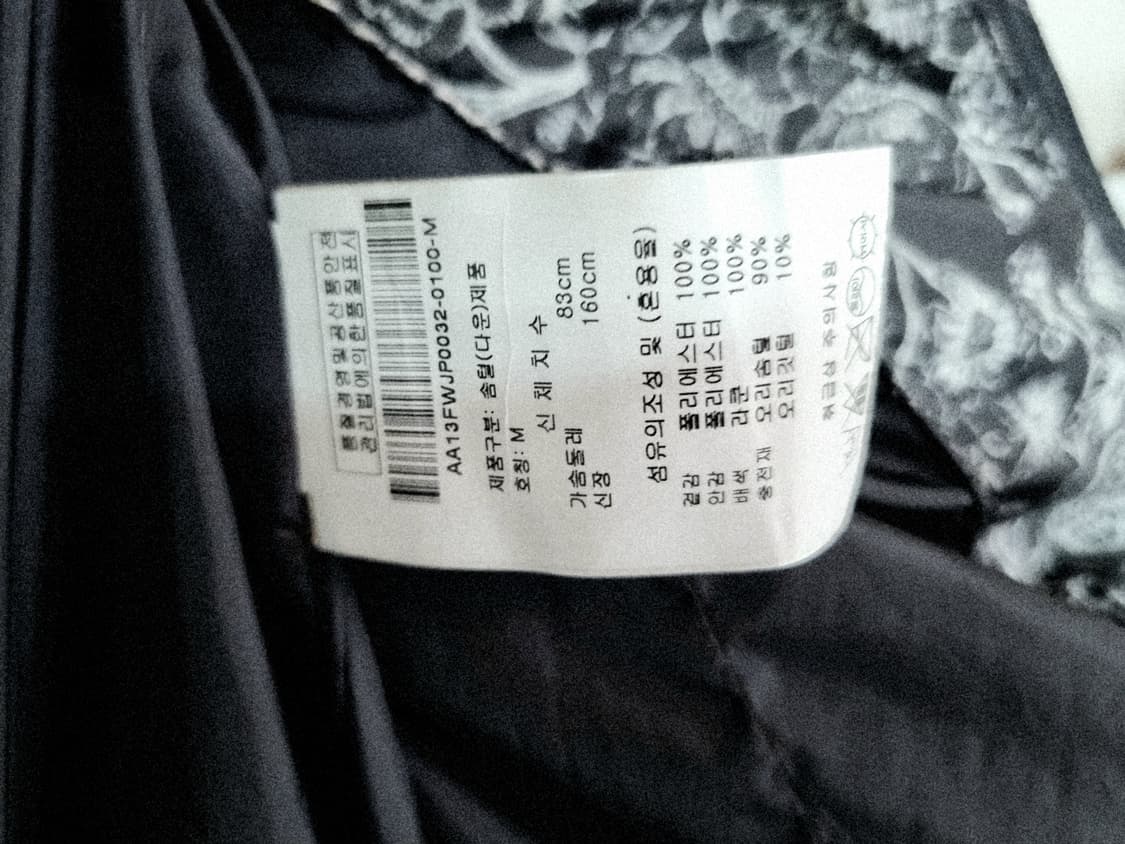 품질경영 및 공산품안전
관리법에의한 품질표시
AA13FWJP0032-0100-M
제품구분: 솜털(다운)제품
호칭: M
신 체 치 수
가슴둘레 83cm
신장 160cm
섬유의조성 및 (혼용율)
겉감 폴리에스터 100%
안감 폴리에스터 100%
배색 라쿤 100%
충전재 오리솜털 90%
오리깃털 10%
취급상 주의사항